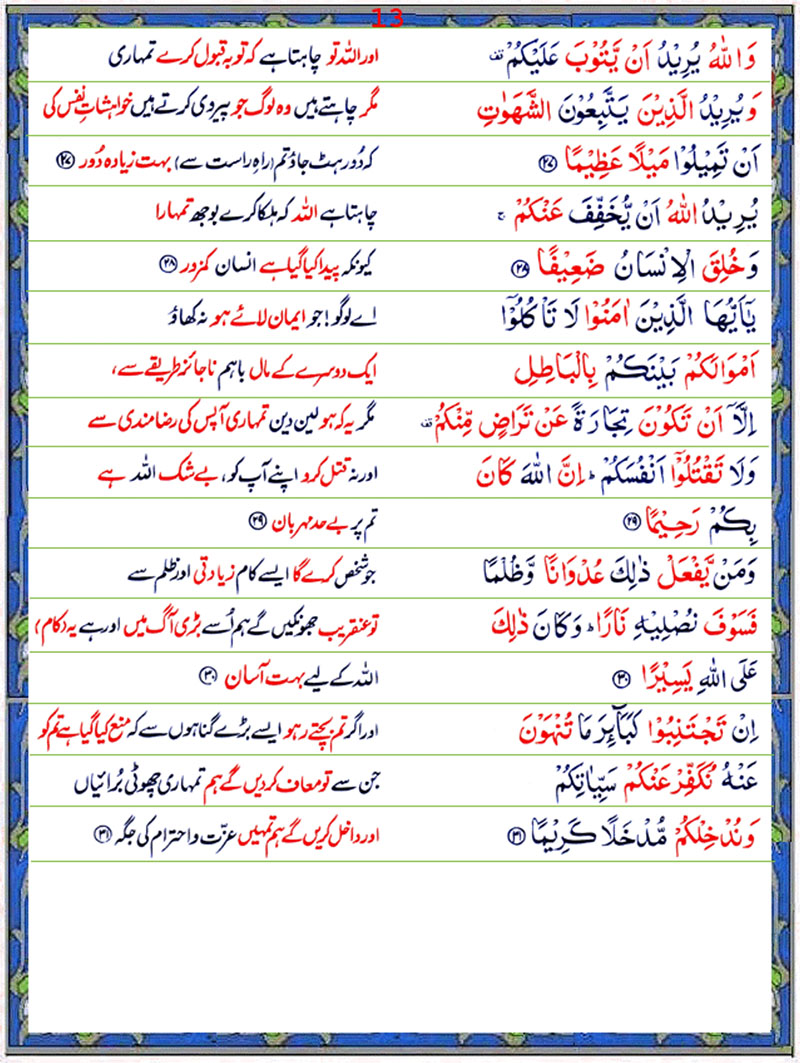 13
وَاللّٰهُ يُرِيْدُ اَنْ يَّتُوْبَ عَلَيْكُمْ قف اور اللہ تو چاہتا ہے کہ توبہ قبول کرے تمہاری
وَيُرِيْدُ الَّذِيْنَ يَتَّبِعُوْنَ الشَّهَوٰتِ مگر چاہتے ہیں وہ لوگ جو پیروی کرتے ہیں خواہشاتِ نفس کی
اَنْ تَمِيْلُوْا مَيْلًا عَظِيْمًا ﴿۲۷﴾ کہ دُور ہٹ جاؤ تم (راہِ راست سے) بہت زیادہ دُور ﴿۲۷﴾
يُرِيْدُ اللّٰهُ اَنْ يُّخَفِّفَ عَنْكُمْ ج چاہتا ہے اللہ کہ ہلکا کرے بوجھ تمہارا
وَخُلِقَ الْاِنْسَانُ ضَعِيْفًا ﴿۲۸﴾ کیونکہ پیدا کیا گیا ہے انسان کمزور ﴿۲۸﴾
يٰۤاَيُّهَا الَّذِيْنَ اٰمَنُوْا لَا تَاْكُلُوْۤا اے لوگو! جو ایمان لائے ہو نہ کھاؤ
اَمْوَالَكُمْ بَيْنَكُمْ بِالْبَاطِلِ ایک دوسرے کے مال باہم ناجائز طریقے سے،
اِلَّاۤ اَنْ تَكُوْنَ تِجَارَةً عَنْ تَرَاضٍ مِّنْكُمْ قف مگر یہ کہ ہو لین دین تمہاری آپس کی رضامندی سے
وَلَا تَقْتُلُوْۤا اَنْفُسَكُمْ ؕ اِنَّ اللّٰهَ كَانَ اور نہ قتل کرو اپنے آپ کو، بے شک اللہ ہے
بِكُمْ رَحِيْمًا ﴿۲۹﴾ تم پر بے حد مہربان ﴿۲۹﴾
وَمَنْ يَّفْعَلْ ذٰلِكَ عُدْوَانًا وَّظُلْمًا جو شخص کرے گا ایسے کام زیادتی اور ظلم سے
فَسَوْفَ نُصْلِيْهِ نَارًا ؕ وَكَانَ ذٰلِكَ تو عنقریب جھونکیں گے ہم اُسے بڑی آگ میں اور ہے یہ (کام)
عَلَى اللّٰهِ يَسِيْرًا ﴿۳۰﴾ اللہ کے لیے بہت آسان ﴿۳۰﴾
اِنْ تَجْتَنِبُوْا كَبَآئِرَ مَا تُنْهَوْنَ اور اگر تم بچتے رہو ایسے بڑے گناہوں سے کہ منع کیا گیا ہے تم کو
عَنْهُ نُكَفِّرْ عَنْكُمْ سَيِّاٰتِكُمْ جن سے تو معاف کر دیں گے ہم تمہاری چھوٹی بُرائیاں
وَنُدْخِلْكُمْ مُّدْخَلًا كَرِيْمًا ﴿۳۱﴾ اور داخل کریں گے ہم تمہیں عزّت و احترام کی جگہ ﴿۳۱﴾